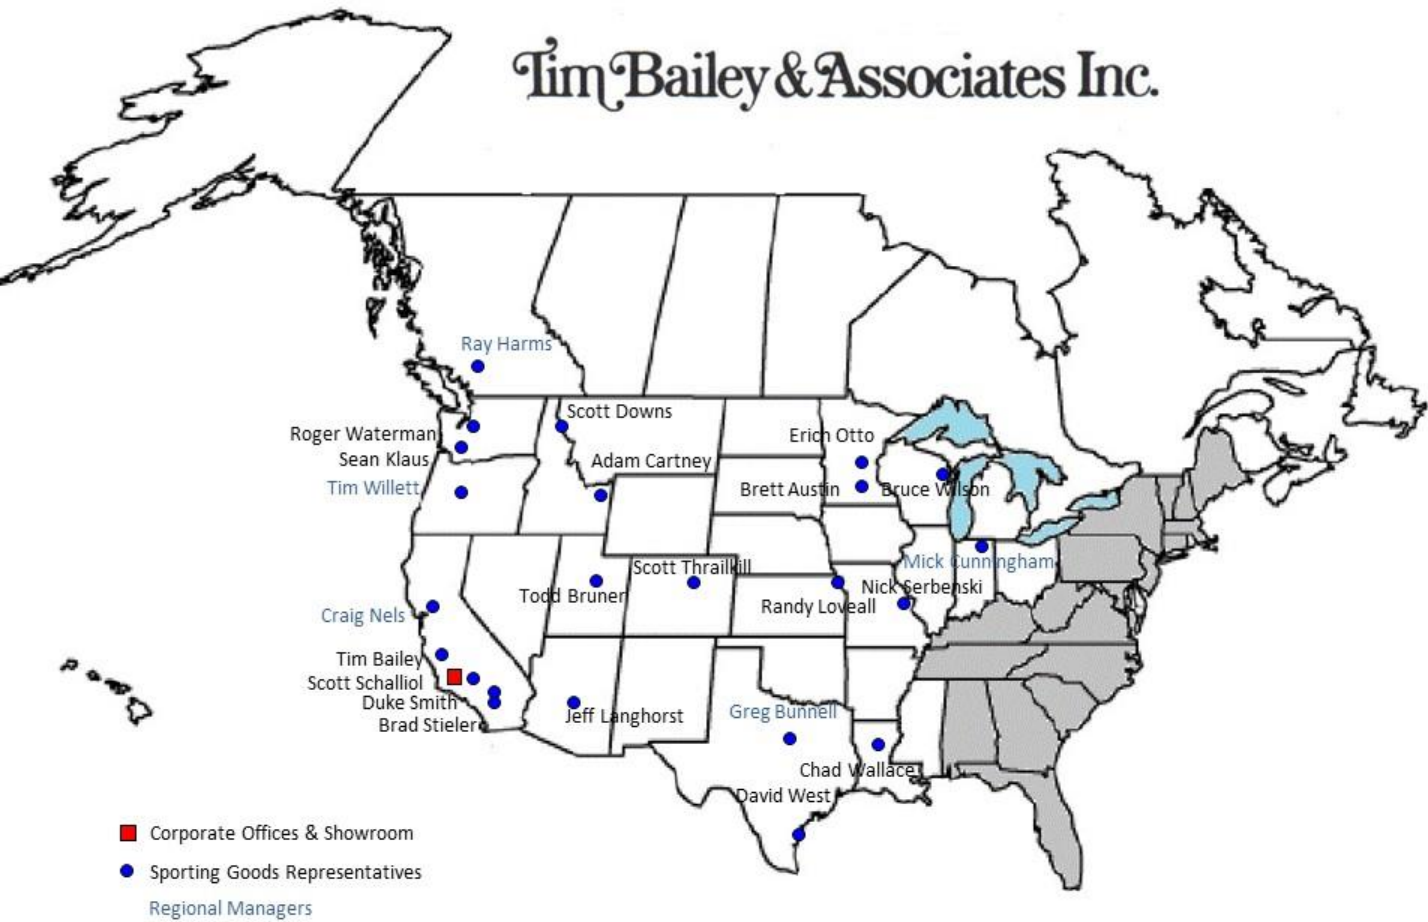 Tim Bailey & Associates Inc.
Ray Harms
Scott Downs
Roger Waterman
Erich Otto
Sean Klaus
Adam Cartney
Tim Willett
Brett Austin
Bruce Wilson
Mick Cunningham
Scott Thrailkill
Todd Bruner
Nick Serbenski
Randy Loveall
Craig Nels
Tim Bailey
Scott Schalliol
Duke Smith
Brad Stieler
Jeff Langhorst
Greg Bunnell
Chad Wallace
David West
Corporate Offices & Showroom
Sporting Goods Representatives
Regional Managers